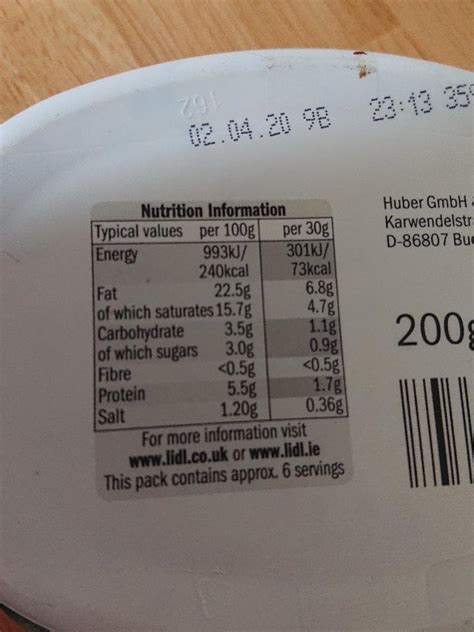 162
02.04.20 9B 23:13 359
Nutrition Information
Typical values per 100g per 30g
Energy 993kJ/ 301kJ/
240kcal 73kcal
Fat 22.5g 6.8g
of which saturates 15.7g 4.7g
Carbohydrate 3.5g 1.1g
of which sugars 3.0g 0.9g
Fibre <0.5g <0.5g
Protein 5.5g 1.7g
Salt 1.20g 0.36g
For more information visit
www.lidl.co.uk or www.lidl.ie
This pack contains approx. 6 servings
Huber GmbH
Karwendelstr
D-86807 Bu
200g